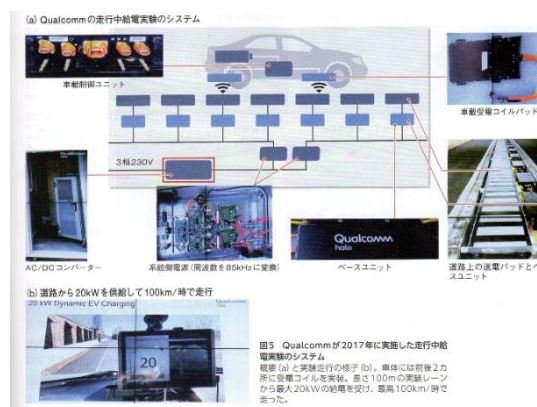 (a) Qualcommの走行中給電実験のシステム
車載制御ユニット
車載受電コイルパッド
3相230V
Qualcomm
halo
Qualcomm
halo
AC/DCコンバーター
系統側電源(周波数を85kHzに変換)
ベースユニット
道路上の送電パッドとベ
スユニット
(b) 道路から20kWを供給して100km/時で走行
20 kW Dynamic EV Charging
Qualcomm
halo
20
図5 Qualcommが2017年に実施した走行中給
電実験のシステム
概要(a)と実験走行の様子(b)。車体には前後2カ
所に受電コイルを実装。長さ100mの実装レーン
から最大20kWの給電を受け、最高100km/時で
走った。